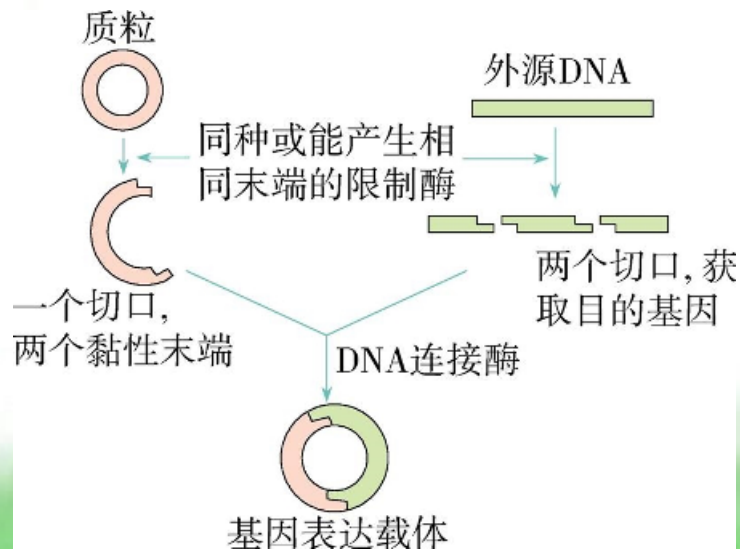 质粒
外源DNA
同种或能产生相
同末端的限制酶
一个切口,
两个黏性末端
两个切口,获
取目的基因
DNA连接酶
基因表达载体